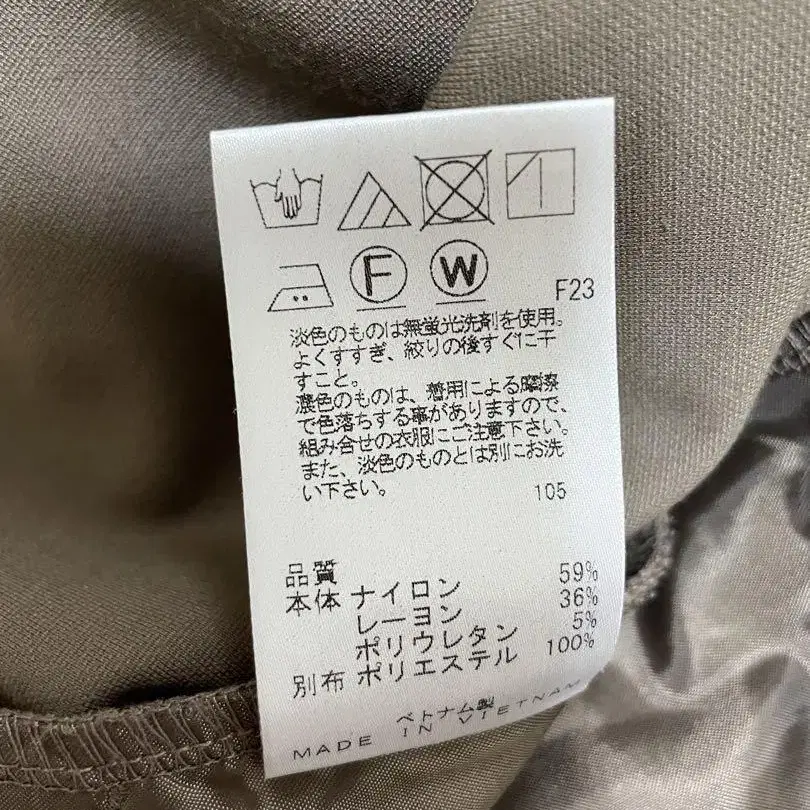 F
W
F23
淡色のものは無蛍光洗剤を使用。
よくすすぎ、絞りの後すぐに干
すこと。
濃色のものは、着用による摩擦
で色落ちする事がありますので、
組み合せの衣服にご注意下さい。
また、淡色のものとは別にお洗
い下さい。
105
品質
本体 ナイロン 59%
レーヨン 36%
ポリウレタン 5%
別布 ポリエステル 100%
ベトナム製
MADE IN VIETNAM